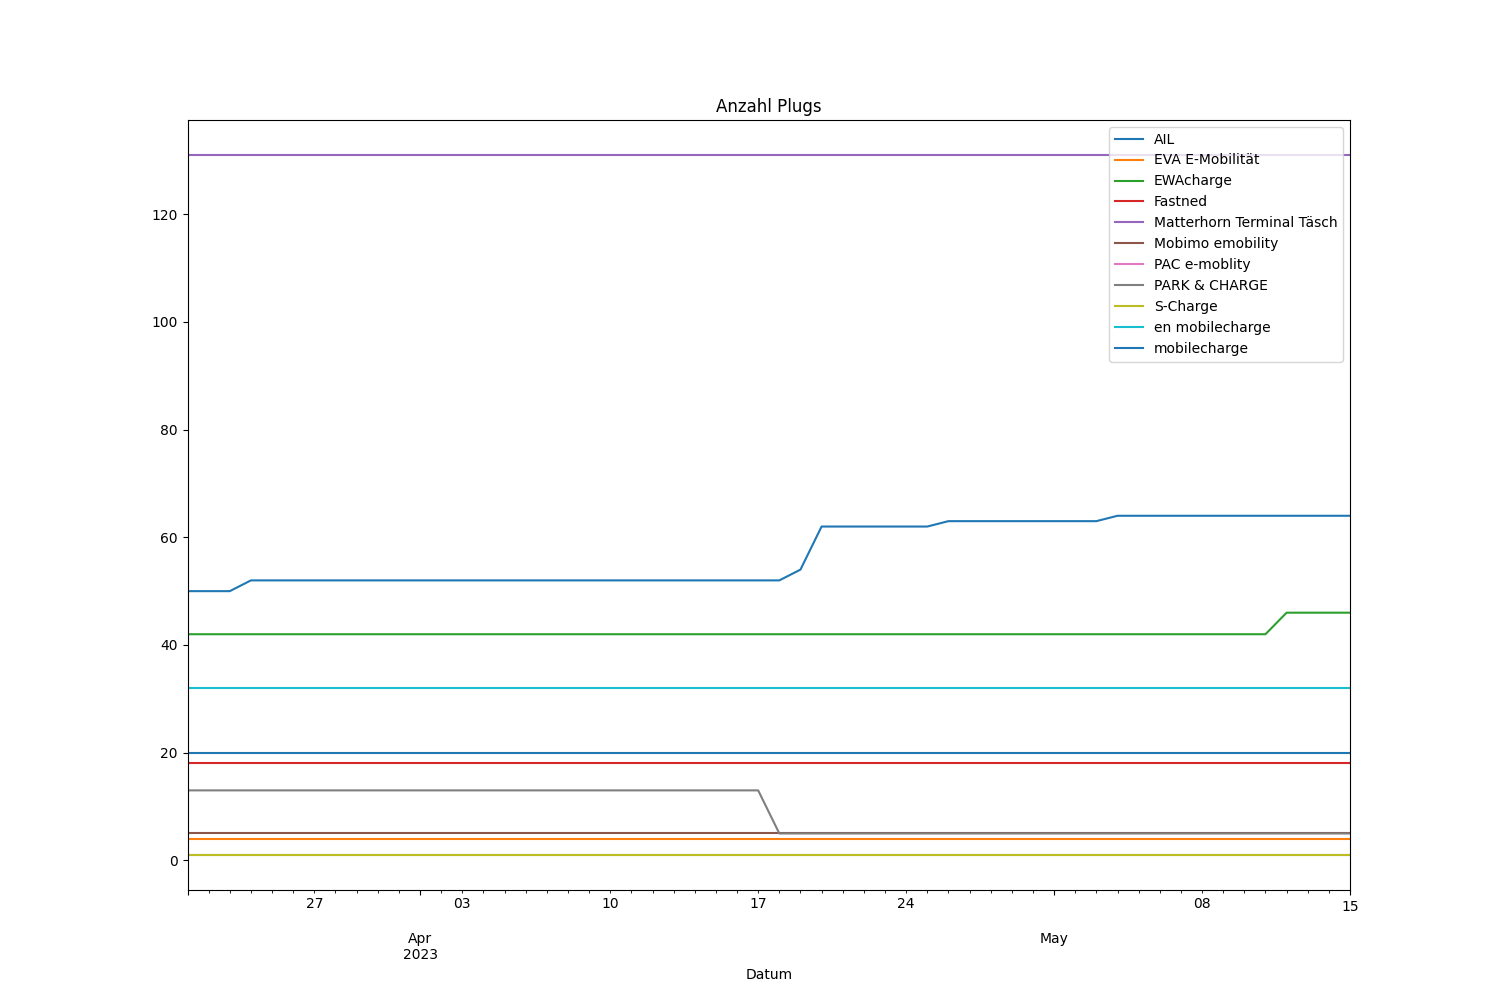 Anzahl Plugs
AIL
EVA E-Mobilität
EWAcharge
Fastned
Matterhorn Terminal Täsch
Mobimo emobility
PAC e-moblity
PARK & CHARGE
S-Charge
en mobilecharge
mobilecharge
120
100
80
60
40
20
0
27 03 10 17 24 08 15
Apr May
2023
Datum